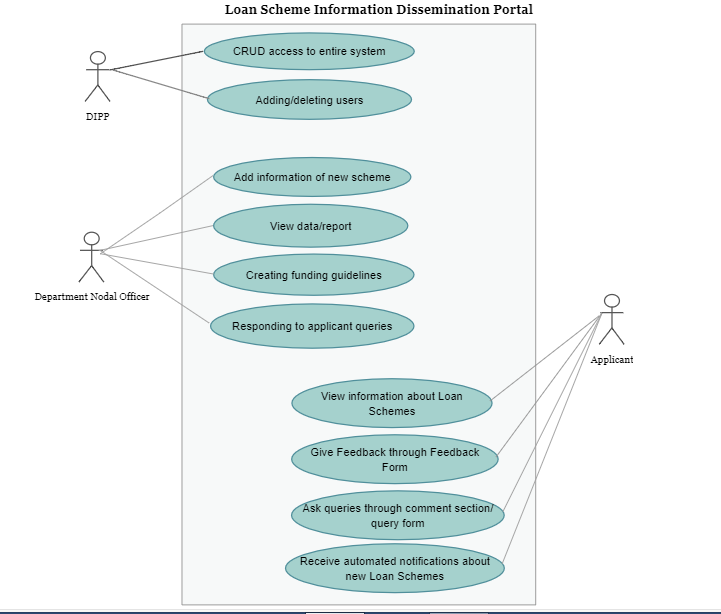 Loan Scheme Information Dissemination Portal
CRUD access to entire system
Adding/deleting users
DIPP
Add information of new scheme
View data/report
Creating funding guidelines
Department Nodal Officer
Responding to applicant queries
Applicant
View information about Loan
Schemes
Give Feedback through Feedback
Form
Ask queries through comment section/
query form
Receive automated notifications about
new Loan Schemes